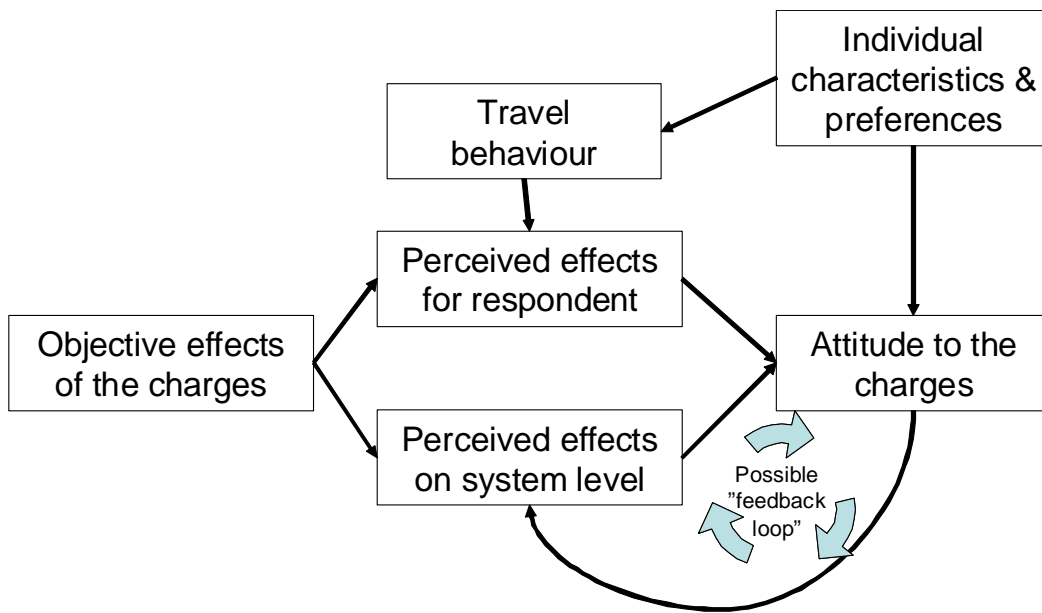 Individual
characteristics &
preferences
Travel
behaviour
Perceived effects
for respondent
Objective effects
of the charges
Attitude to the
charges
Perceived effects
on system level
Possible
”feedback
loop”